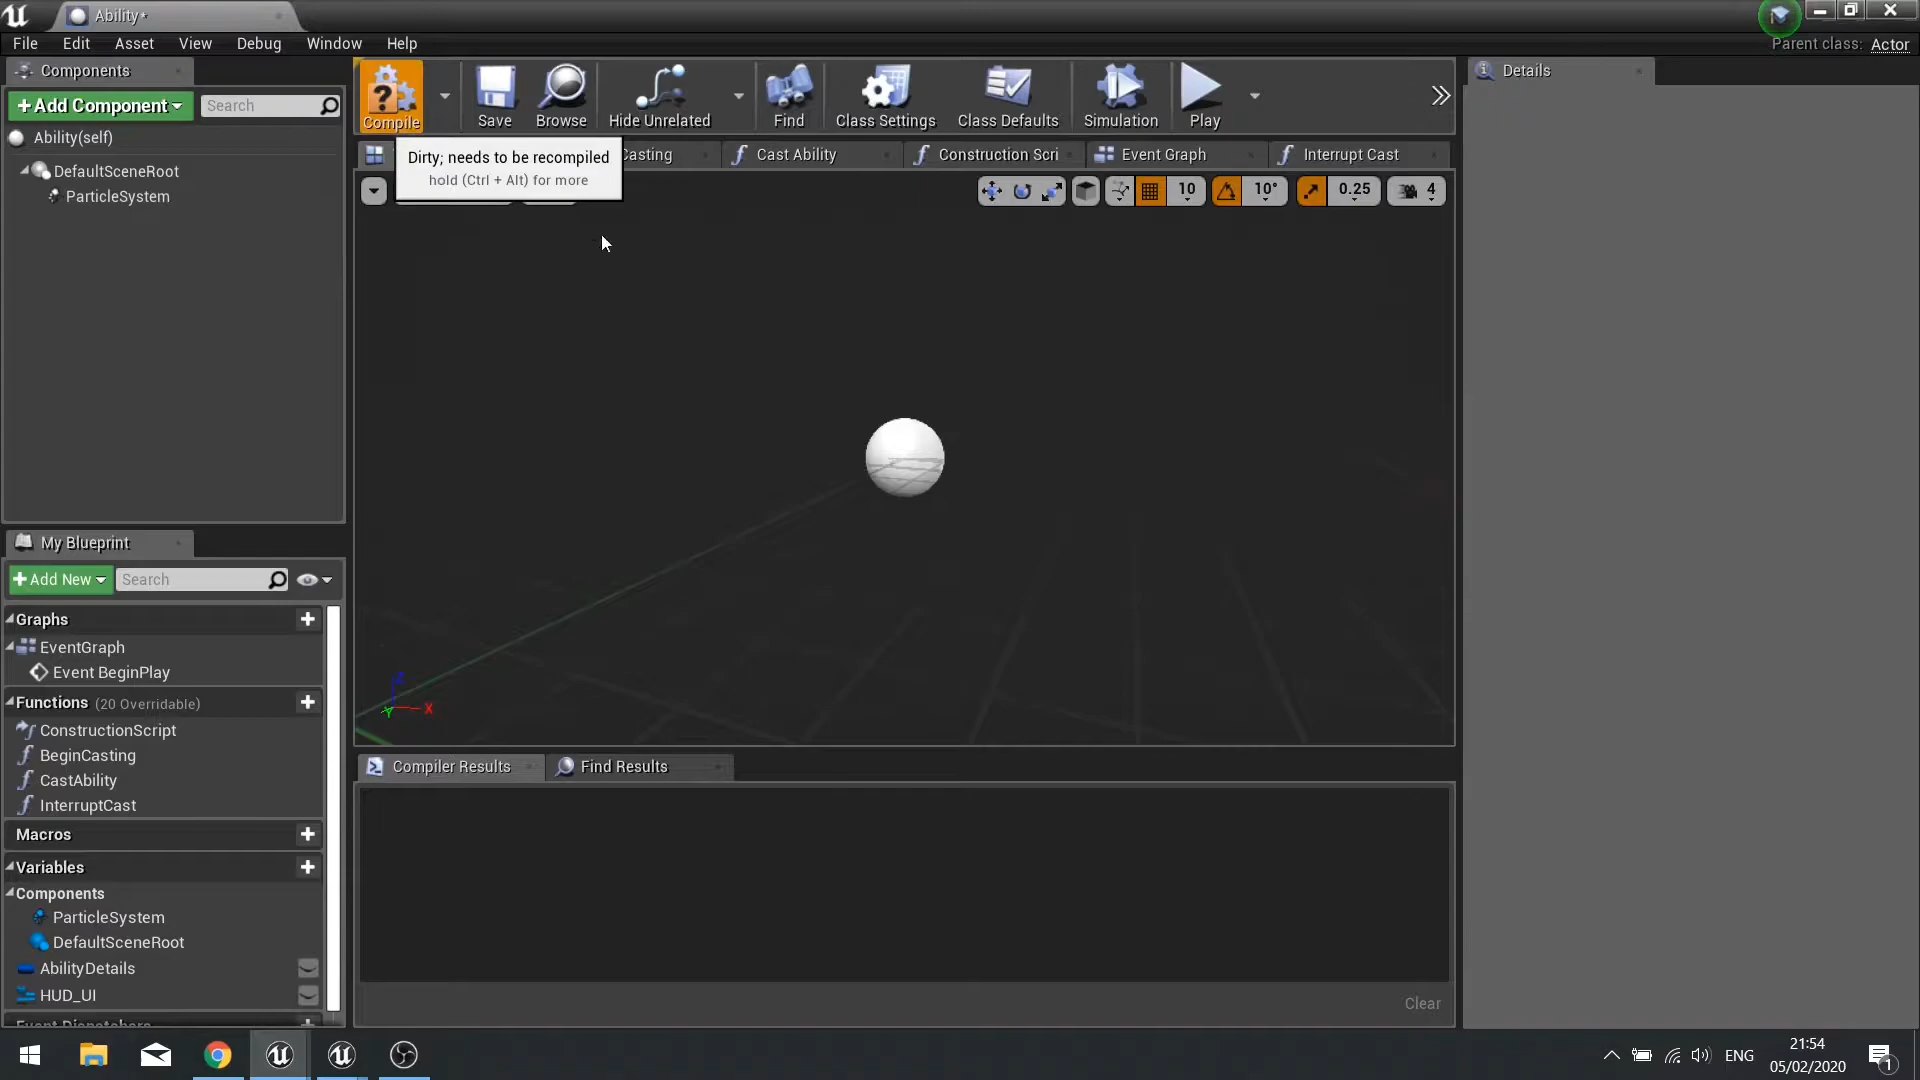 Ability*
File Edit Asset View Debug Window Help
Parent class: Actor
Components
+Add Component
Search
Ability(self)
DefaultSceneRoot
ParticleSystem
Compile
Save
Browse
Hide Unrelated
Find
Class Settings
Class Defaults
Simulation
Play
Details
Dirty; needs to be recompiled
hold (Ctrl + Alt) for more
Casting
Cast Ability
Construction Scri
Event Graph
Interrupt Cast
10
10°
0.25
4
Z
Y
X
My Blueprint
+Add New
Search
Graphs
EventGraph
Event BeginPlay
Functions (20 Overridable)
ConstructionScript
BeginCasting
CastAbility
InterruptCast
Macros
Variables
Components
ParticleSystem
DefaultSceneRoot
AbilityDetails
HUD_UI
Event Dispatchers
Compiler Results
Find Results
Clear
ENG
21:54
05/02/2020
1